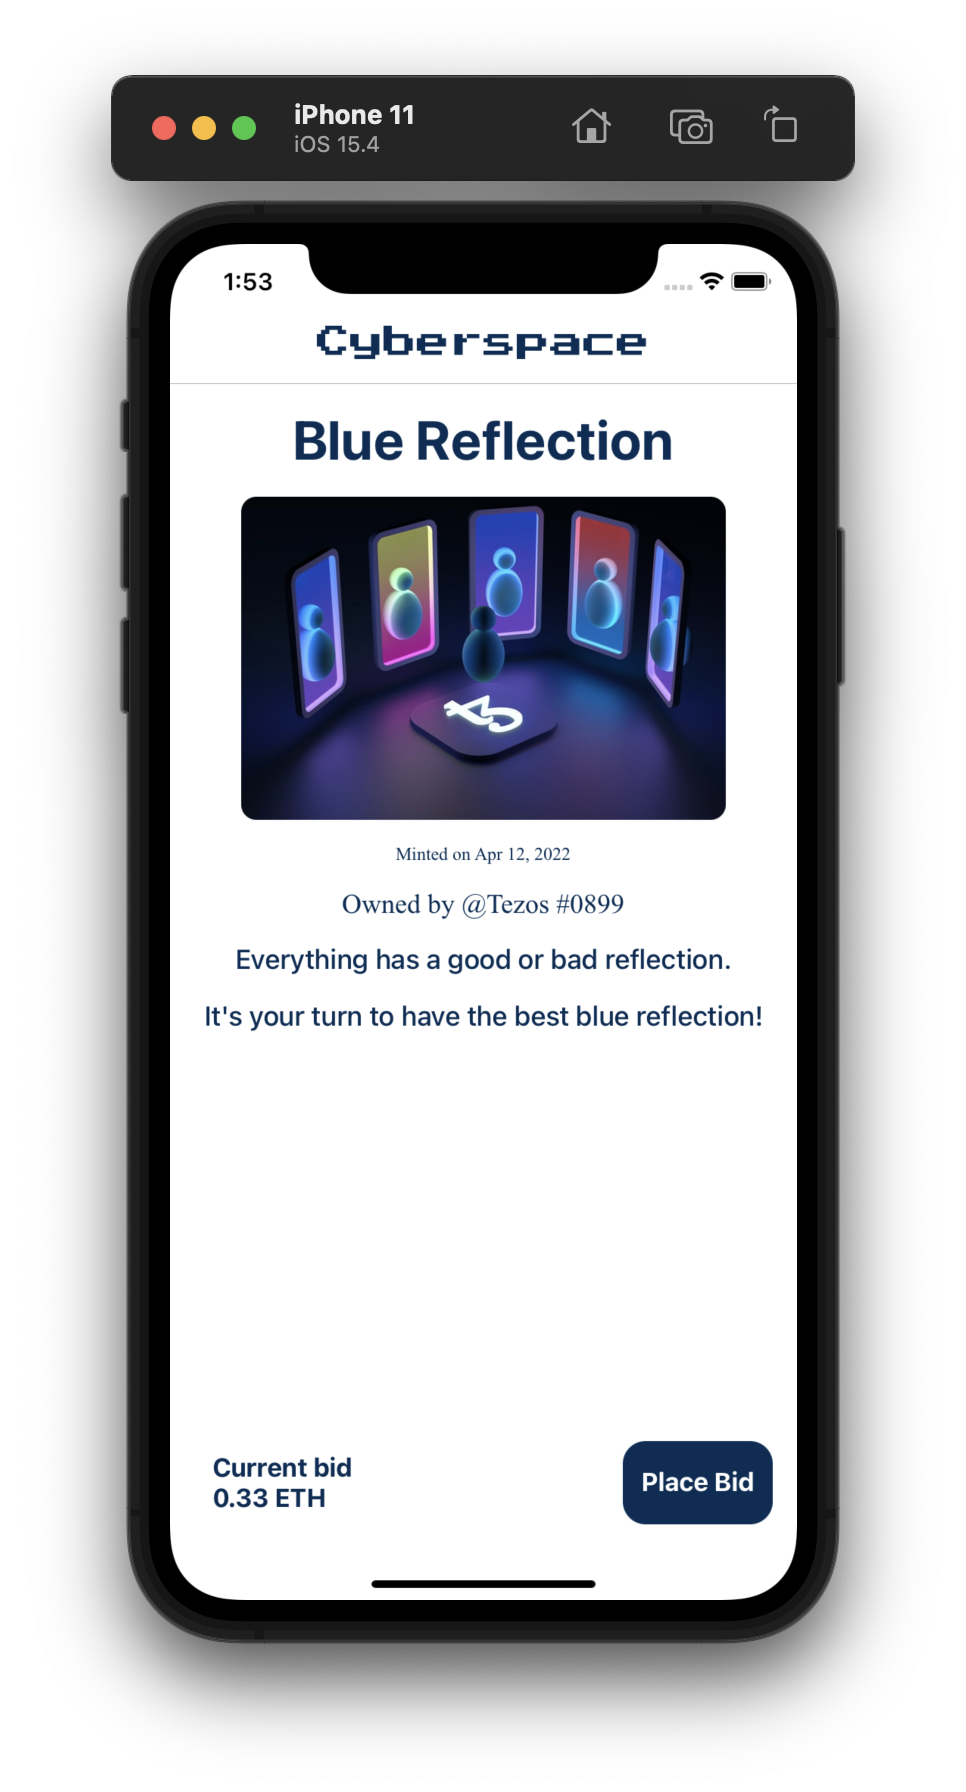 iPhone 11
iOS 15.4
1:53
Cyberspace
Blue Reflection
Minted on Apr 12, 2022
Owned by @Tezos #0899
Everything has a good or bad reflection.
It's your turn to have the best blue reflection!
Current bid
0.33 ETH
Place Bid